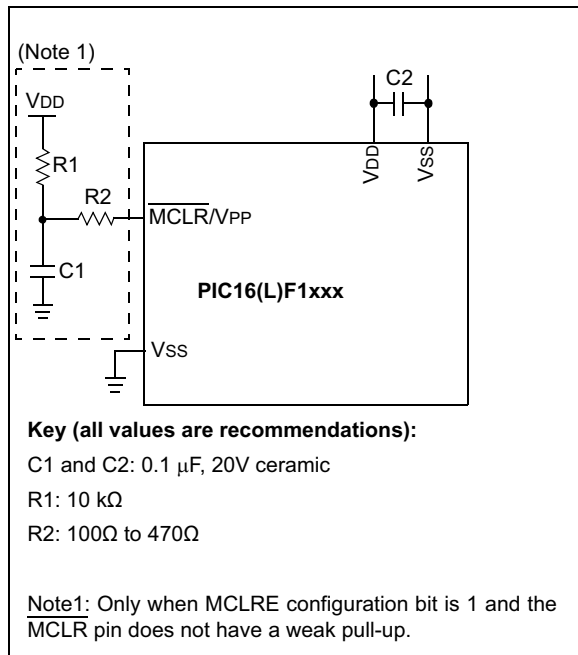 (Note 1)
C2
VDD
R1
VDD
VSS
R2
MCLR/VPP
C1
PIC16(L)F1xxx
VSS
Key (all values are recommendations):
C1 and C2: 0.1 μF, 20V ceramic
R1: 10 kΩ
R2: 100Ω to 470Ω
Note1: Only when MCLRE configuration bit is 1 and the
MCLR pin does not have a weak pull-up.